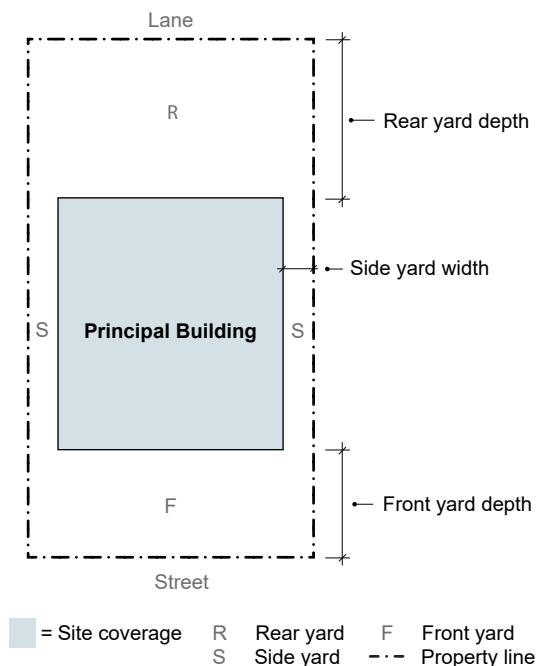 Lane
R
Rear yard depth
Side yard width
S Principal Building S
F
Front yard depth
Street
= Site coverage R Rear yard F Front yard
S Side yard Property line